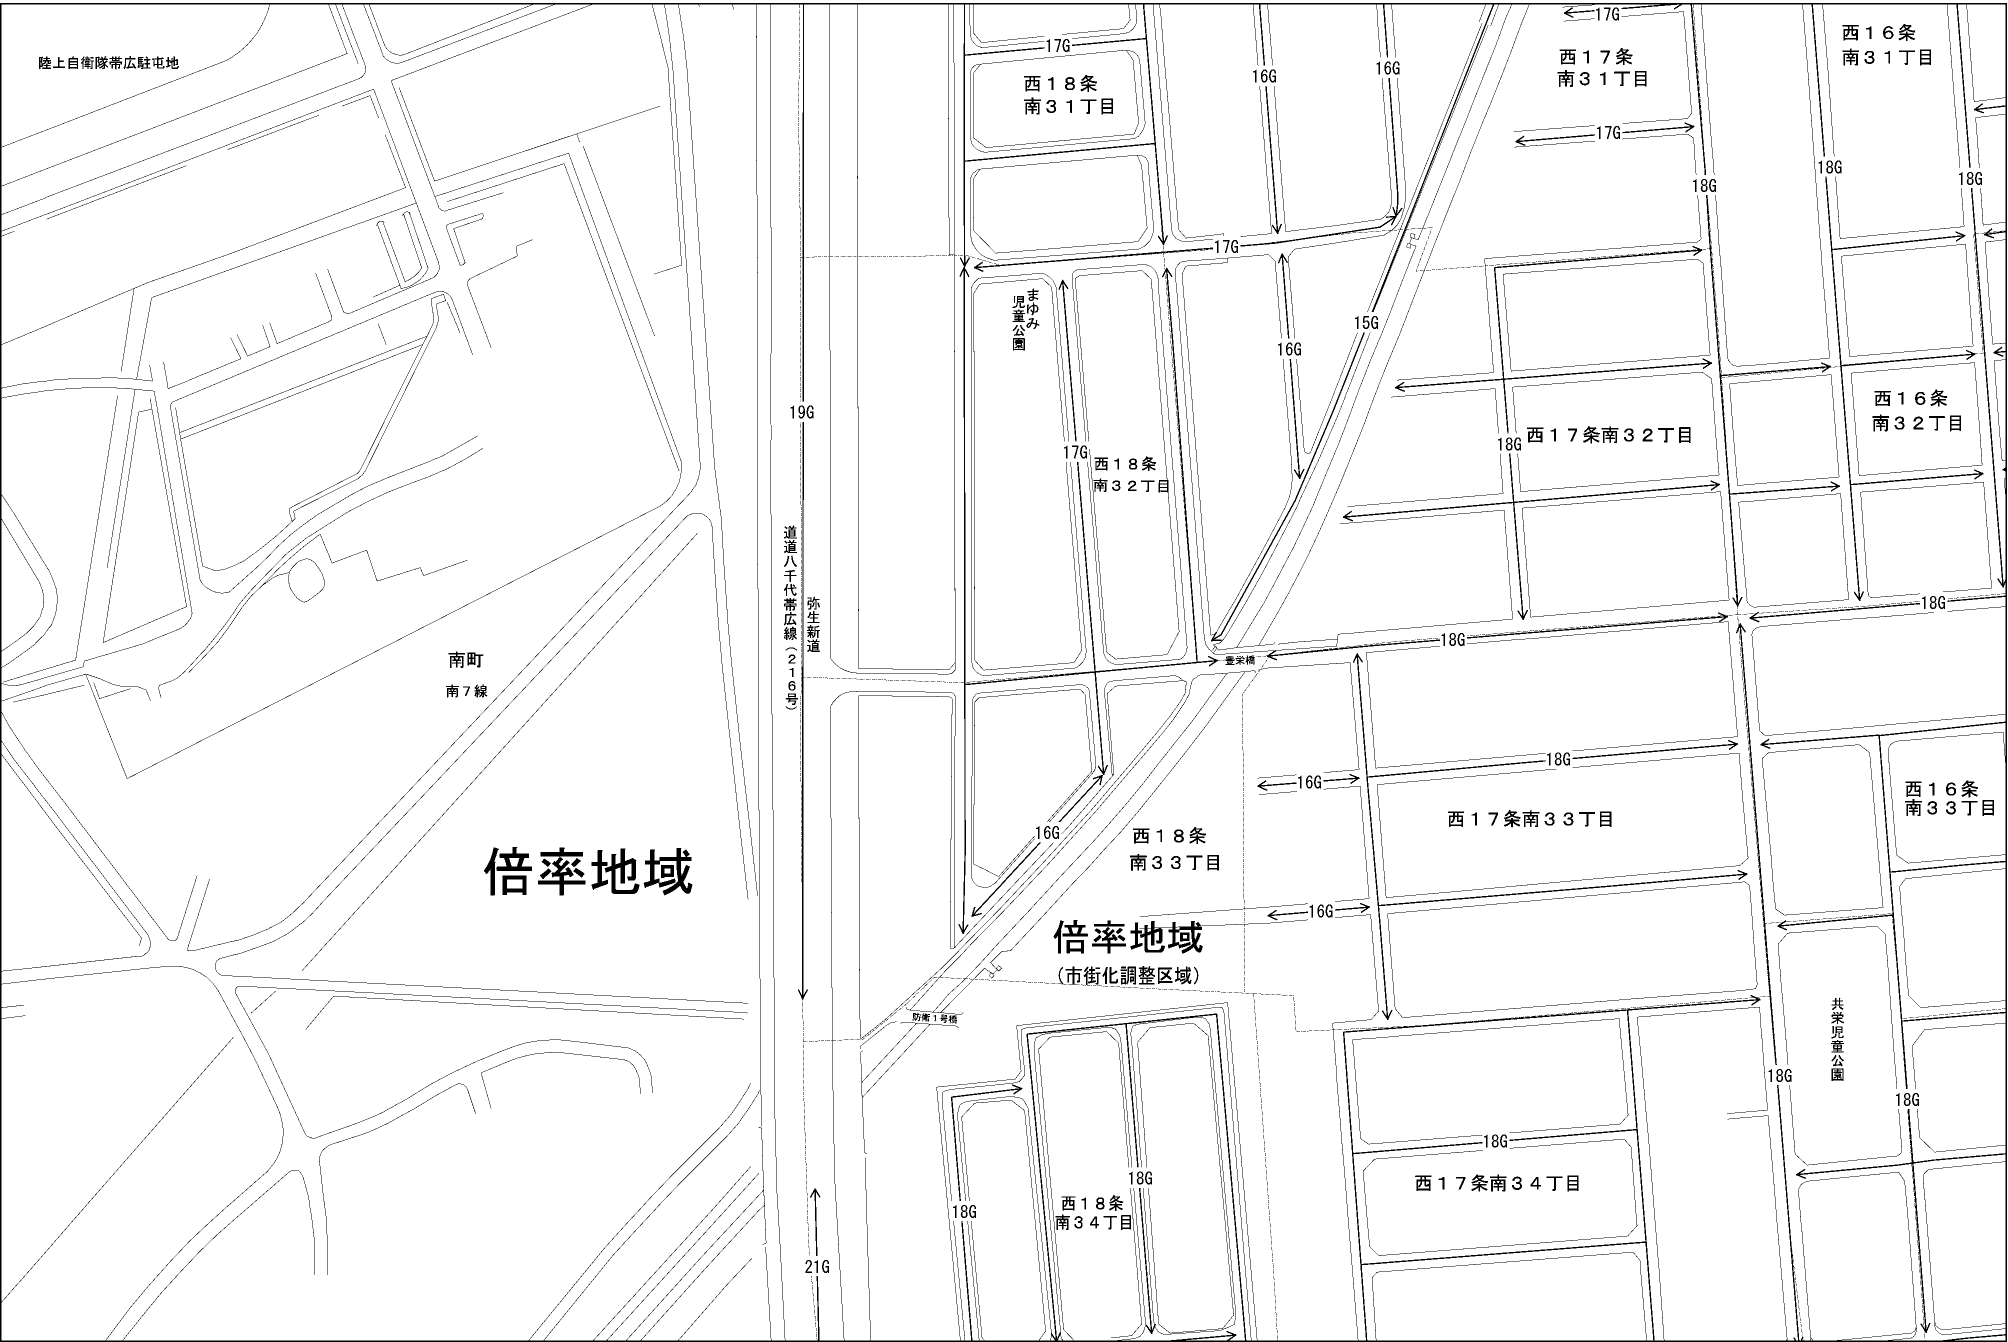 陸上自衛隊帯広駐屯地
17G
西１６条
南３１丁目
17G
西１８条
南３１丁目
16G
16G
西１７条
南３１丁目
17G
18G
18G
18G
17G
まゆみ
児童公園
15G
16G
19G
西１６条
南３２丁目
17G
西１８条
南３２丁目
18G
西１７条南３２丁目
道道八千代帯広線（２１６号）
弥生新道
18G
18G
豊栄橋
南町
南７線
18G
16G
西１６条
南３３丁目
西１７条南３３丁目
16G
西１８条
南３３丁目
倍率地域
16G
倍率地域
（市街化調整区域）
防衛１号橋
共栄児童公園
18G
18G
18G
西１７条南３４丁目
18G
西１８条
南３４丁目
18G
21G